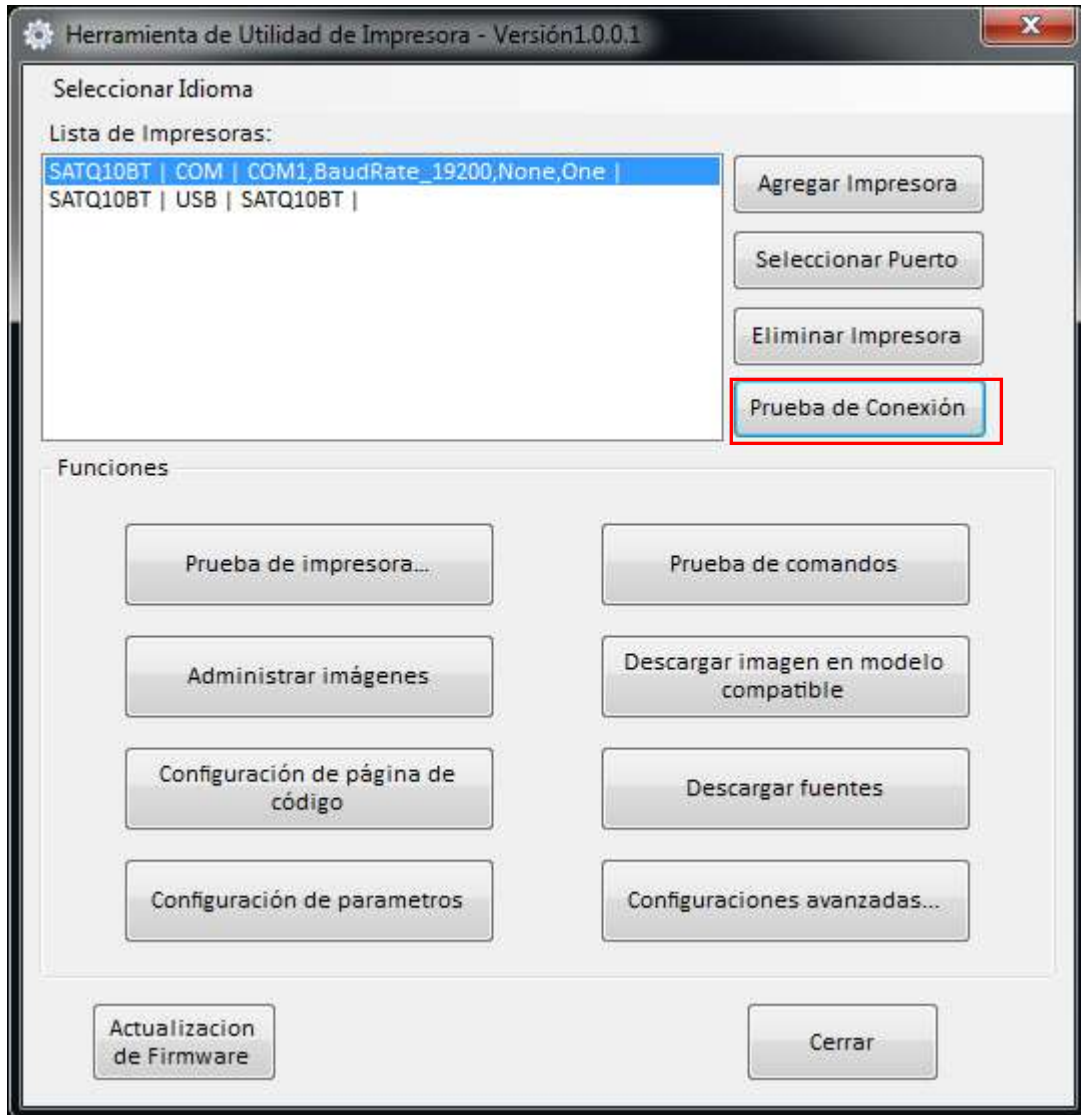 Herramienta de Utilidad de Impresora - Versión1.0.0.1
Seleccionar Idioma
Lista de Impresoras:
SATQ10BT | COM | COM1,BaudRate_19200,None,One |
SATQ10BT | USB | SATQ10BT |
Agregar Impresora
Seleccionar Puerto
Eliminar Impresora
Prueba de Conexión
Funciones
Prueba de impresora...
Prueba de comandos
Administrar imágenes
Descargar imagen en modelo
compatible
Configuración de página de
código
Descargar fuentes
Configuración de parametros
Configuraciones avanzadas...
Actualizacion
de Firmware
Cerrar